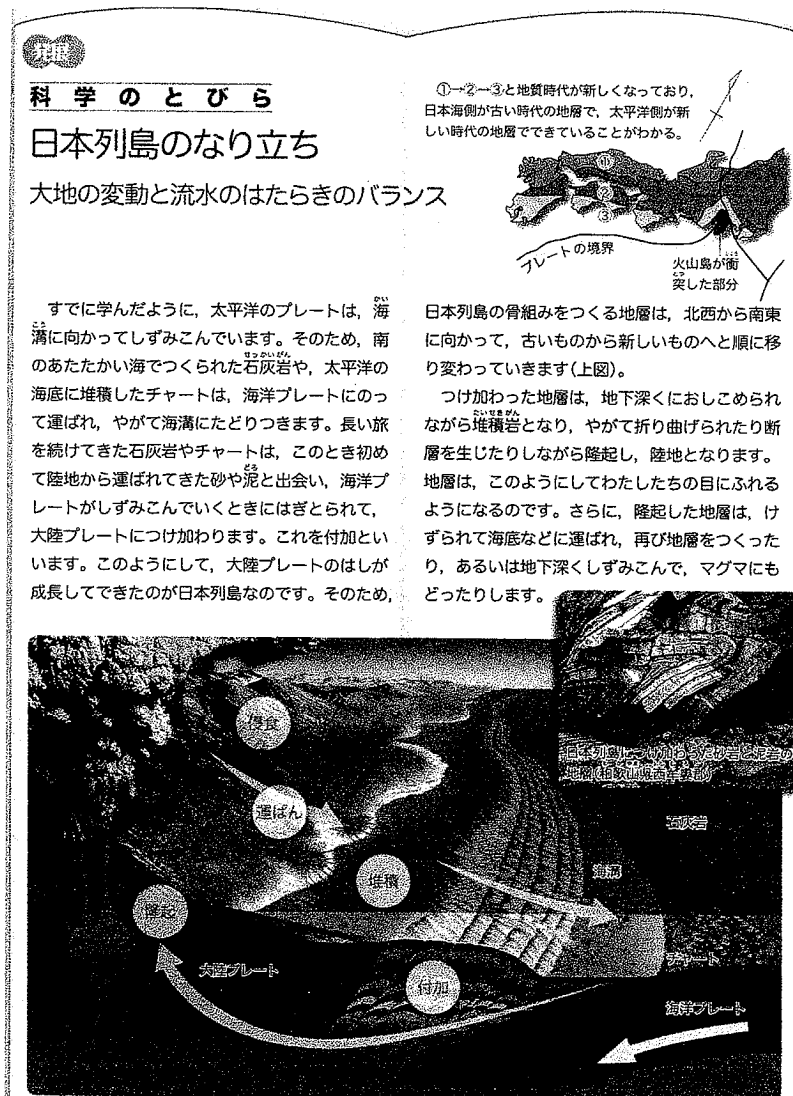 発展
科学のとびら
日本列島のなり立ち
大地の変動と流水のはたらきのバランス
①→②→③と地質時代が新しくなっており，
日本海側が古い時代の地層で，太平洋側が新
しい時代の地層でできていることがわかる。
①
②
③
プレートの境界
火山島が衝
突した部分
すでに学んだように，太平洋のプレートは，海
溝に向かってしずみこんでいます。そのため，南
のあたたかい海でつくられた石灰岩や，太平洋の
海底に堆積したチャートは，海洋プレートにのっ
て運ばれ，やがて海溝にたどりつきます。長い旅
を続けてきた石灰岩やチャートは，このとき初め
て陸地から運ばれてきた砂や泥と出会い，海洋プ
レートがしずみこんでいくときにはぎとられて，
大陸プレートにつけ加わります。これを付加とい
います。このようにして，大陸プレートのはしが
成長してできたのが日本列島なのです。そのため，
日本列島の骨組みをつくる地層は，北西から南東
に向かって，古いものから新しいものへと順に移
り変わっていきます(上図)。
つけ加わった地層は，地下深くにおしこめられ
ながら堆積岩となり，やがて折り曲げられたり断
層を生じたりしながら隆起し，陸地となります。
地層は，このようにしてわたしたちの目にふれる
ようになるのです。さらに，隆起した地層は，け
ずられて海底などに運ばれ，再び地層をつくった
り，あるいは地下深くしずみこんで，マグマにも
どったりします。
日本列島につけ加わった砂岩と泥岩の
地層(和歌山県西牟婁郡)
侵食
運ぱん
堆積
隆起
付加
石灰岩
海溝
チャート
大陸プレート
海洋プレート